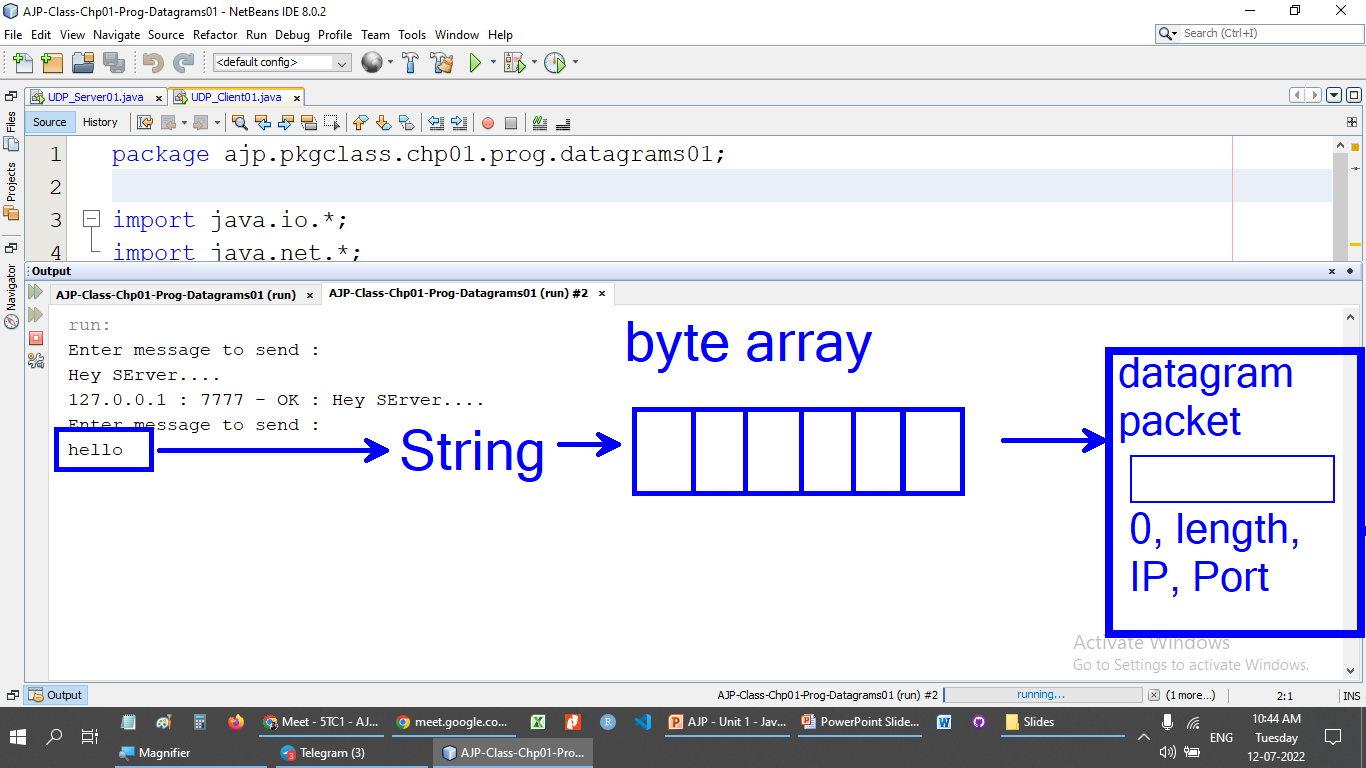 AJP-Class-Chp01-Prog-Datagrams01 - NetBeans IDE 8.0.2
File Edit View Navigate Source Refactor Run Debug Profile Team Tools Window Help
Search (Ctrl+I)
<default config>
UDP_Server01.java x UDP_Client01.java x
Source History
Files
Projects
Navigator
1 package ajp.pkgclass.chp01.prog.datagrams01;
2
3 import java.io.*;
4 import java.net.*;
Output
AJP-Class-Chp01-Prog-Datagrams01 (run) x AJP-Class-Chp01-Prog-Datagrams01 (run) #2 x
run:
Enter message to send :
Hey SErver....
127.0.0.1 : 7777 - OK : Hey SErver....
Enter message to send :
hello
String
byte array
datagram
packet
0, length,
IP, Port
Activate Windows
Go to Settings to activate Windows.
Output
AJP-Class-Chp01-Prog-Datagrams01 (run) #2 running... (1 more...) 2:1 INS
Meet - 5TC1 - AJ... meet.google.co... AJP - Unit 1 - Jav... PowerPoint Slide... Slides
Magnifier Telegram (3) AJP-Class-Chp01-Pro...
ENG
10:44 AM
Tuesday
12-07-2022